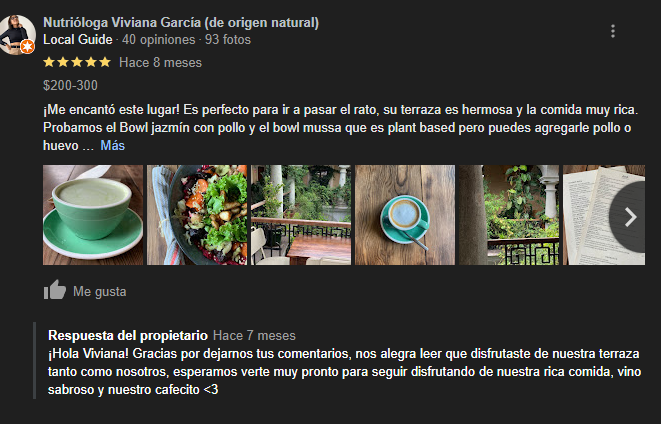 Nutrióloga Viviana García (de origen natural)
Local Guide · 40 opiniones · 93 fotos
Hace 8 meses
$200-300
¡Me encantó este lugar! Es perfecto para ir a pasar el rato, su terraza es hermosa y la comida muy rica.
Probamos el Bowl jazmín con pollo y el bowl mussa que es plant based pero puedes agregarle pollo o
huevo ... Más
Me gusta
Respuesta del propietario Hace 7 meses
¡Hola Viviana! Gracias por dejarnos tus comentarios, nos alegra leer que disfrutaste de nuestra terraza
tanto como nosotros, esperamos verte muy pronto para seguir disfrutando de nuestra rica comida, vino
sabroso y nuestro cafecito <3